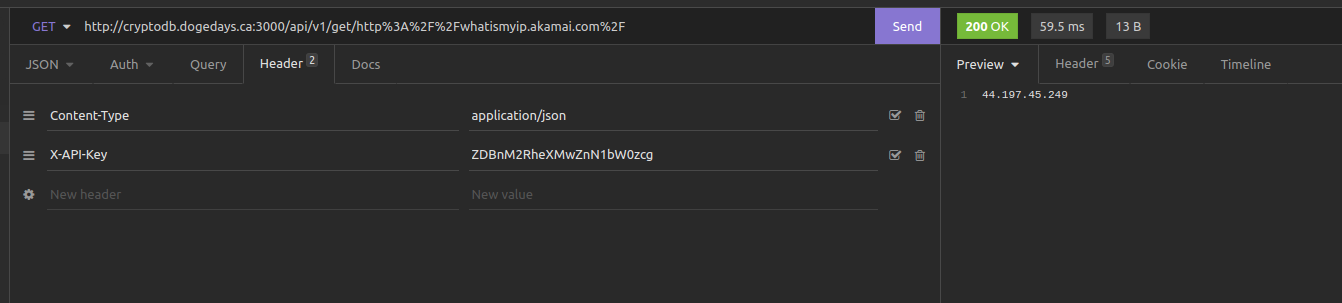 GET http://cryptodb.dogedays.ca:3000/api/v1/get/http%3A%2F%2Fwhatismyip.akamai.com%2F Send 200 OK 59.5 ms 13 B
JSON Auth Query Header 2 Docs Preview Header 5 Cookie Timeline
Content-Type application/json 1 44.197.45.249
X-API-Key ZDBnM2RheXMwZnN1bW0zcg
New header New value